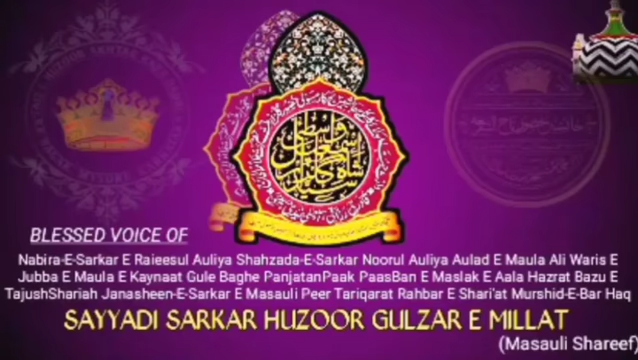 BLESSED VOICE OF
Nabira-E-Sarkar E Raieesul Auliya Shahzada-E-Sarkar Noorul Auliya Aulad E Maula Ali Waris E
Jubba E Maula E Kaynaat Gule Baghe PanjatanPaak PaasBan E Maslak E Aala Hazrat Bazu E
TajushShariah Janasheen-E-Sarkar E Masauli Peer Tariqarat Rahbar E Shari'at Murshid-E-Bar Haq
SAYYADI SARKAR HUZOOR GULZAR E MILLAT
(Masauli Shareef)